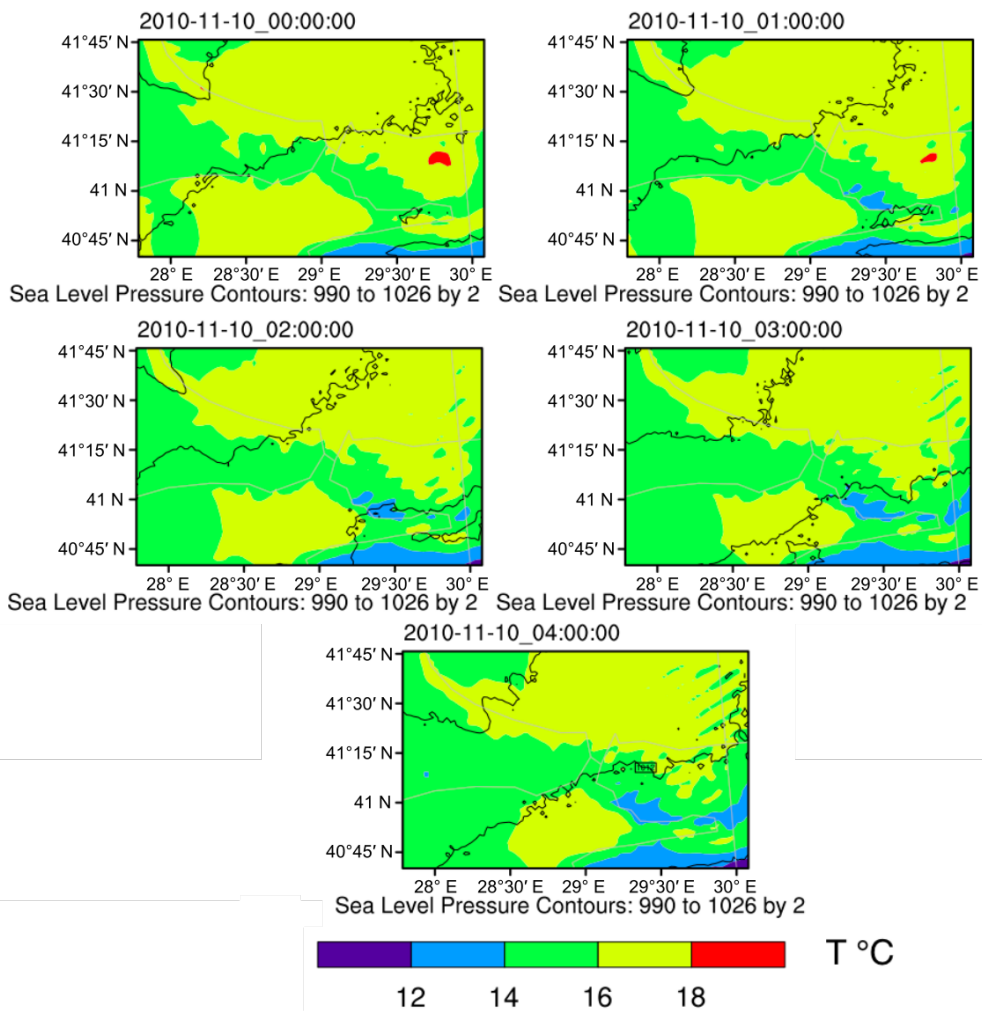 2010-11-10_00:00:00
41°45′ N
41°30′ N
41°15′ N
41 N
40°45′ N
28° E
28°30′ E
29° E
29°30′ E
30° E
Sea Level Pressure Contours: 990 to 1026 by 2
2010-11-10_01:00:00
41°45′ N
41°30′ N
41°15′ N
41 N
40°45′ N
28° E
28°30′ E
29° E
29°30′ E
30° E
Sea Level Pressure Contours: 990 to 1026 by 2
2010-11-10_02:00:00
41°45′ N
41°30′ N
41°15′ N
41 N
40°45′ N
28° E
28°30′ E
29° E
29°30′ E
30° E
Sea Level Pressure Contours: 990 to 1026 by 2
2010-11-10_03:00:00
41°45′ N
41°30′ N
41°15′ N
41 N
40°45′ N
28° E
28°30′ E
29° E
29°30′ E
30° E
Sea Level Pressure Contours: 990 to 1026 by 2
2010-11-10_04:00:00
41°45′ N
41°30′ N
41°15′ N
41 N
40°45′ N
28° E
28°30′ E
29° E
29°30′ E
30° E
Sea Level Pressure Contours: 990 to 1026 by 2
T °C
12 14 16 18